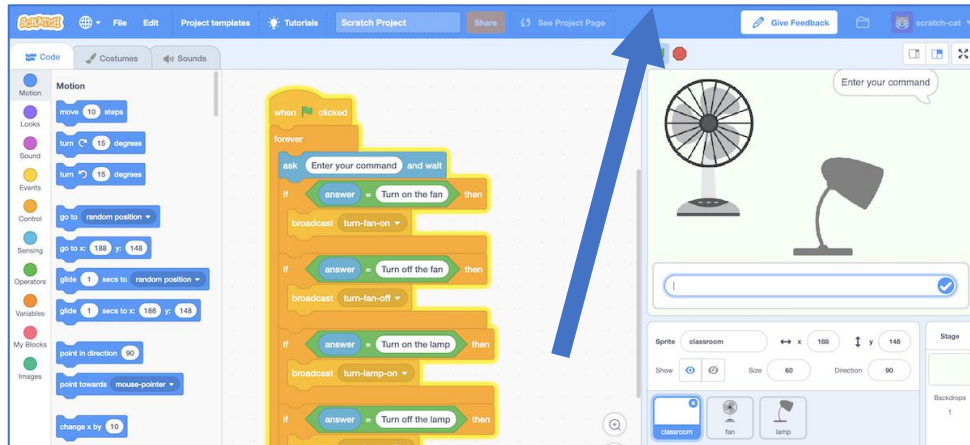 SCRATCH File Edit Project templates Tutorials Scratch Project Share See Project Page Give Feedback scratch-cat
Code Costumes Sounds
Motion
Looks
Sound
Events
Control
Sensing
Operators
Variables
My Blocks
Images
Motion
move 10 steps
turn 15 degrees
turn 15 degrees
go to random position
go to x: 188 y: 148
glide 1 secs to random position
glide 1 secs to x: 188 y: 148
point in direction 90
point towards mouse-pointer
change x by 10
when clicked
forever
ask Enter your command and wait
if answer = Turn on the fan then
broadcast turn-fan-on
if answer = Turn off the fan then
broadcast turn-fan-off
if answer = Turn on the lamp then
broadcast turn-lamp-on
if answer = Turn off the lamp then
Enter your command
Sprite classroom x 188 y 148
Show Size 60 Direction 90
classroom fan lamp
Stage
Backdrops
1